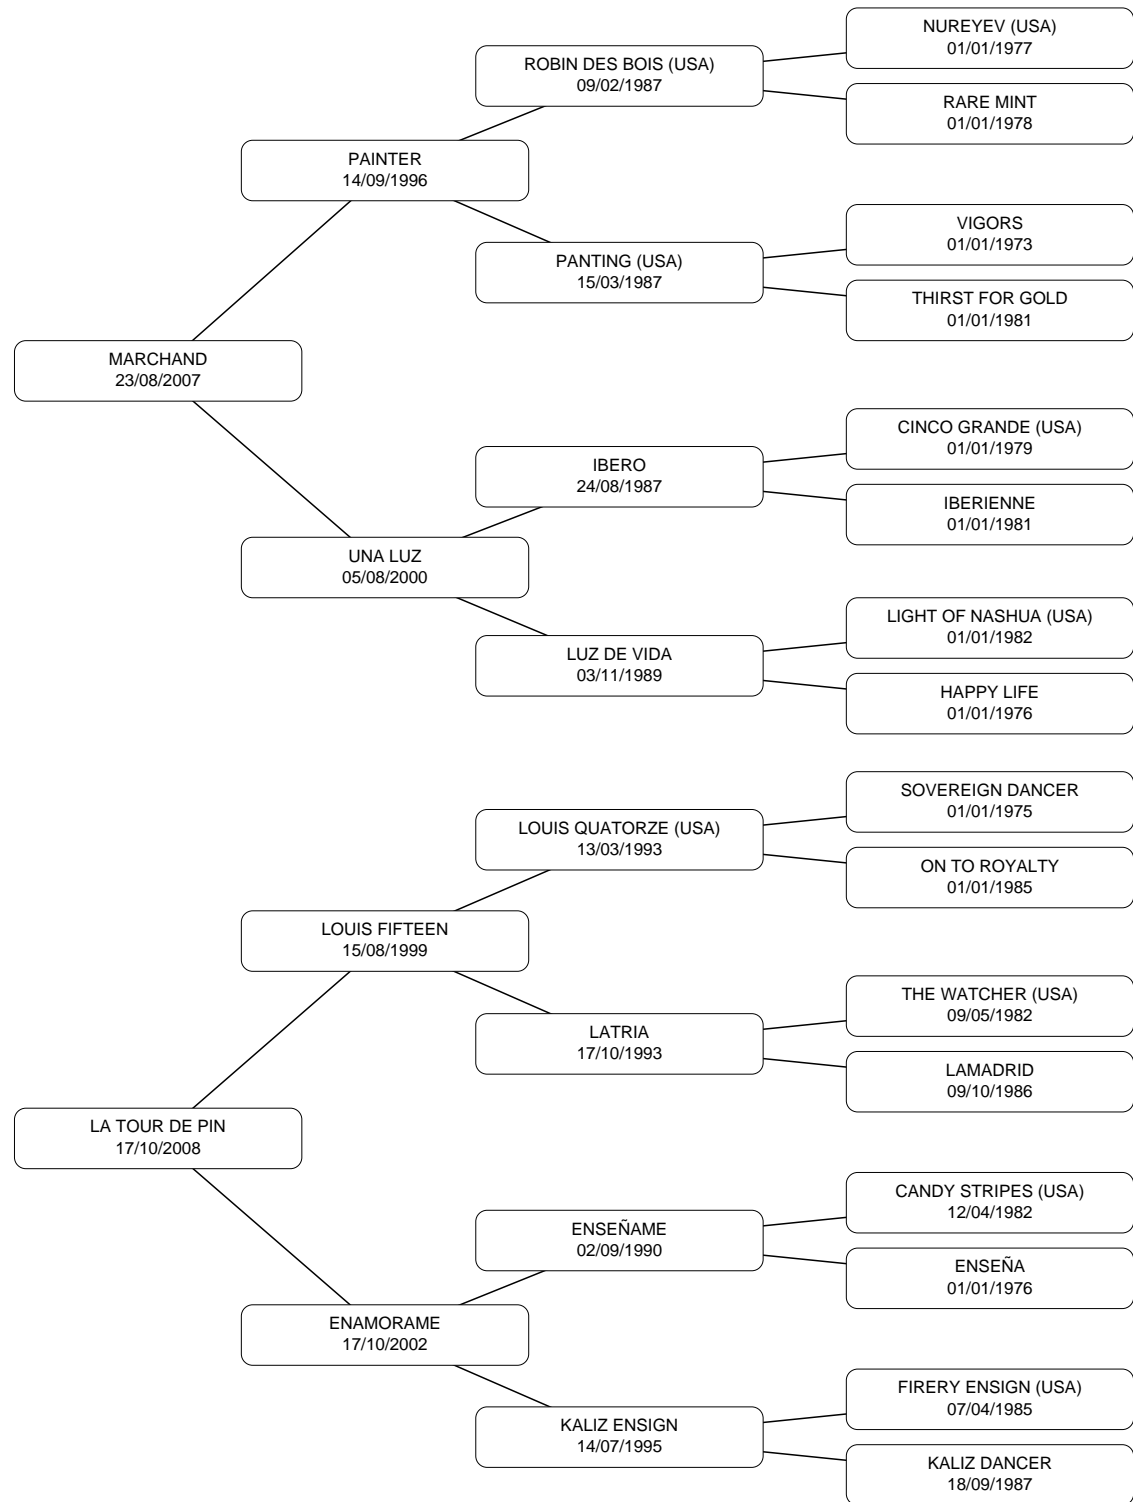 NUREYEV (USA)
01/01/1977
ROBIN DES BOIS (USA)
09/02/1987
RARE MINT
01/01/1978
PAINTER
14/09/1996
VIGORS
01/01/1973
PANTING (USA)
15/03/1987
THIRST FOR GOLD
01/01/1981
MARCHAND
23/08/2007
CINCO GRANDE (USA)
01/01/1979
IBERO
24/08/1987
IBERIENNE
01/01/1981
UNA LUZ
05/08/2000
LIGHT OF NASHUA (USA)
01/01/1982
LUZ DE VIDA
03/11/1989
HAPPY LIFE
01/01/1976
SOVEREIGN DANCER
01/01/1975
LOUIS QUATORZE (USA)
13/03/1993
ON TO ROYALTY
01/01/1985
LOUIS FIFTEEN
15/08/1999
THE WATCHER (USA)
09/05/1982
LATRIA
17/10/1993
LAMADRID
09/10/1986
LA TOUR DE PIN
17/10/2008
CANDY STRIPES (USA)
12/04/1982
ENSEÑAME
02/09/1990
ENSEÑA
01/01/1976
ENAMORAME
17/10/2002
FIRERY ENSIGN (USA)
07/04/1985
KALIZ ENSIGN
14/07/1995
KALIZ DANCER
18/09/1987